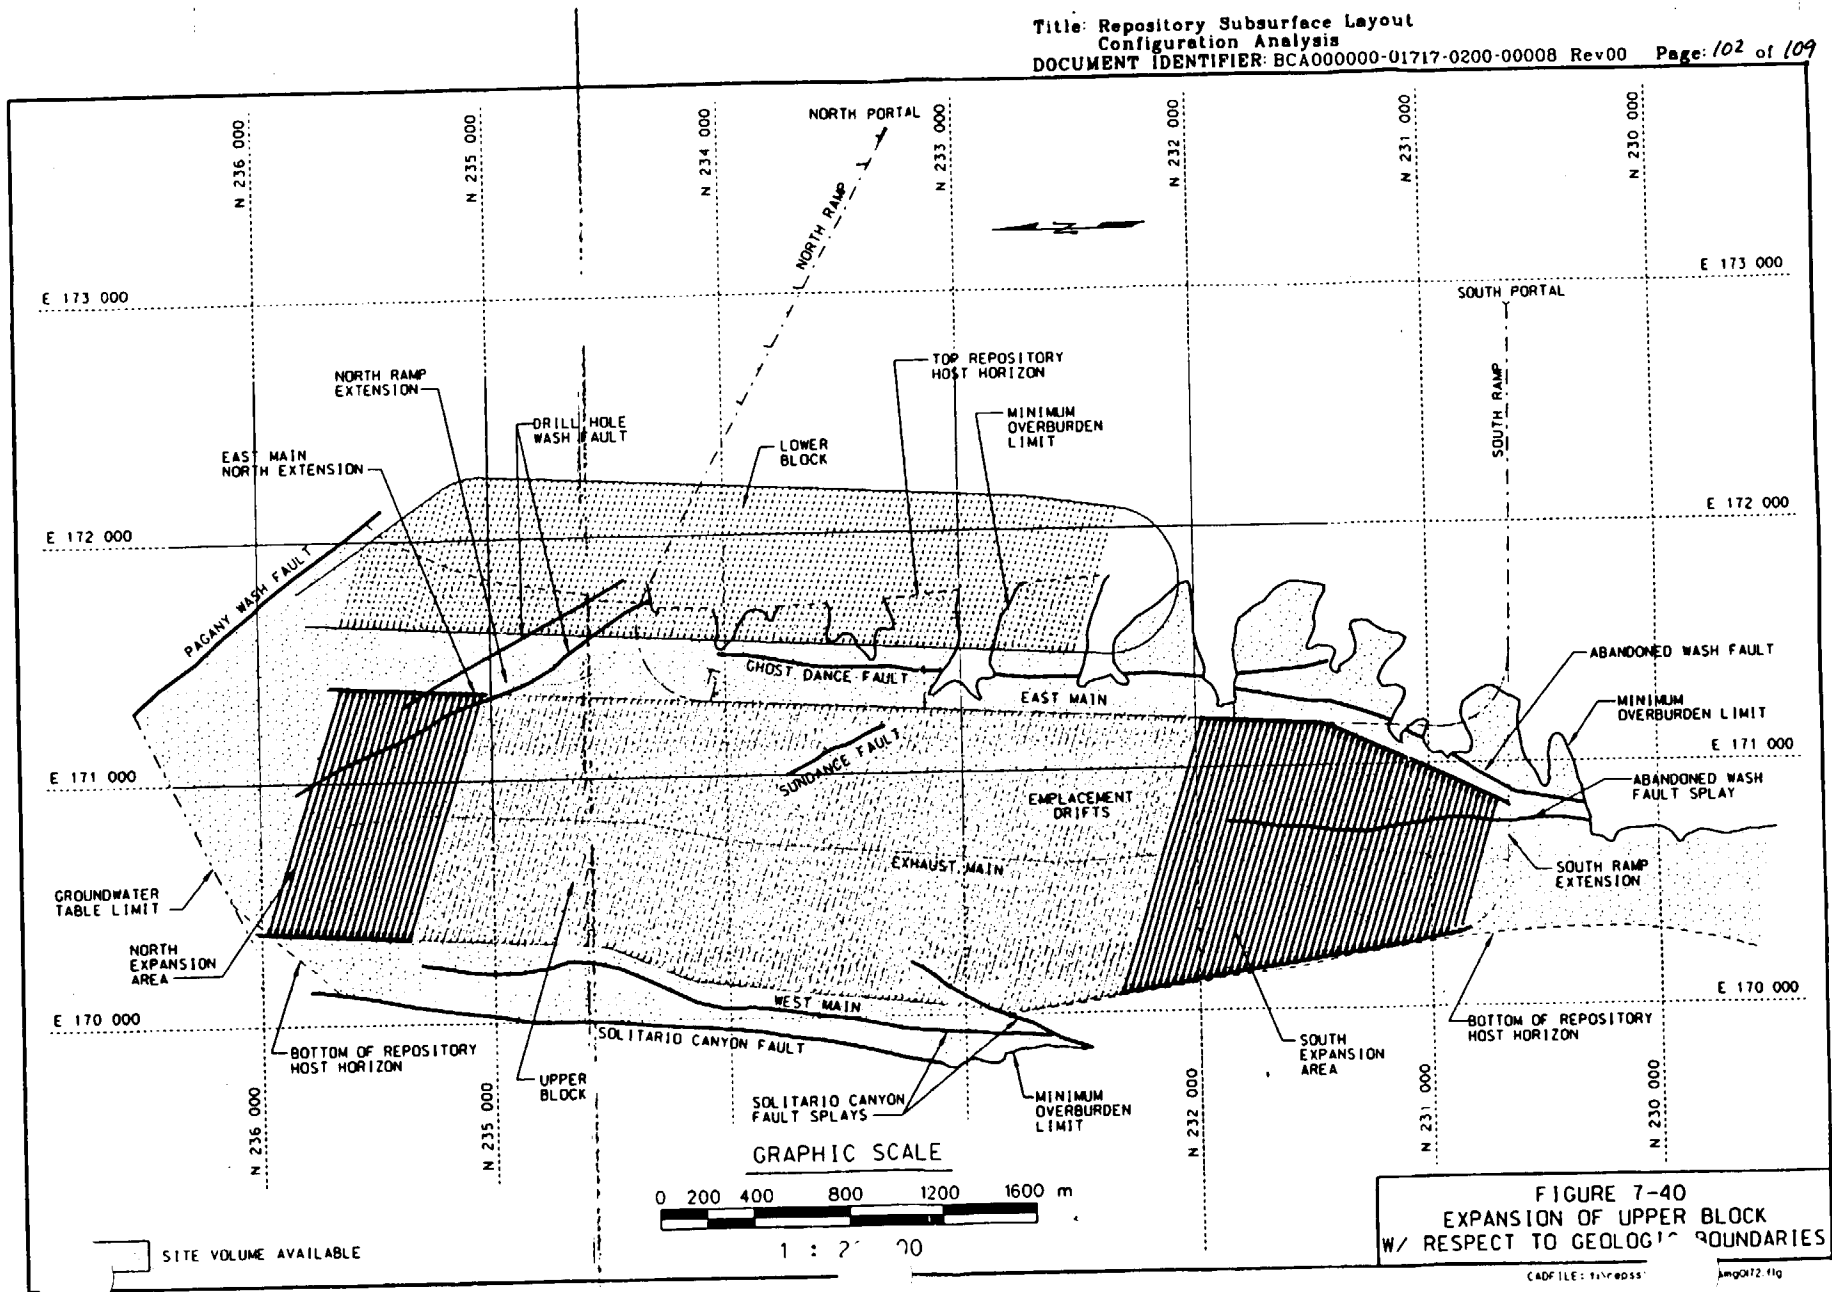 Title: Repository Subsurface Layout
Configuration Analysis
DOCUMENT IDENTIFIER: BCA000000-01717-0200-00008 Rev00 Page: 102 of 109
N 236 000
N 235 000
N 234 000
N 233 000
N 232 000
N 231 000
N 230 000
NORTH PORTAL
NORTH RAMP
N
E 173 000
E 173 000
SOUTH PORTAL
SOUTH RAMP
NORTH RAMP
EXTENSION
TOP REPOSITORY
HOST HORIZON
DRILL HOLE
WASH FAULT
MINIMUM
OVERBURDEN
LIMIT
LOWER
BLOCK
EAST MAIN
NORTH EXTENSION
E 172 000
E 172 000
PAGANY WASH FAULT
GHOST DANCE FAULT
EAST MAIN
ABANDONED WASH FAULT
MINIMUM
OVERBURDEN LIMIT
SUNDANCE FAULT
E 171 000
E 171 000
EMPLACEMENT
DRIFTS
ABANDONED WASH
FAULT SPLAY
EXHAUST MAIN
SOUTH RAMP
EXTENSION
GROUNDWATER
TABLE LIMIT
NORTH
EXPANSION
AREA
WEST MAIN
E 170 000
E 170 000
SOLITARIO CANYON FAULT
BOTTOM OF REPOSITORY
HOST HORIZON
BOTTOM OF REPOSITORY
HOST HORIZON
SOUTH
EXPANSION
AREA
UPPER
BLOCK
SOLITARIO CANYON
FAULT SPLAYS
MINIMUM
OVERBURDEN
LIMIT
N 236 000
N 235 000
N 232 000
N 231 000
N 230 000
GRAPHIC SCALE
0 200 400 800 1200 1600 m
1 :
SITE VOLUME AVAILABLE
FIGURE 7-40
EXPANSION OF UPPER BLOCK
W/ RESPECT TO GEOLOGIC BOUNDARIES
CADFILE: